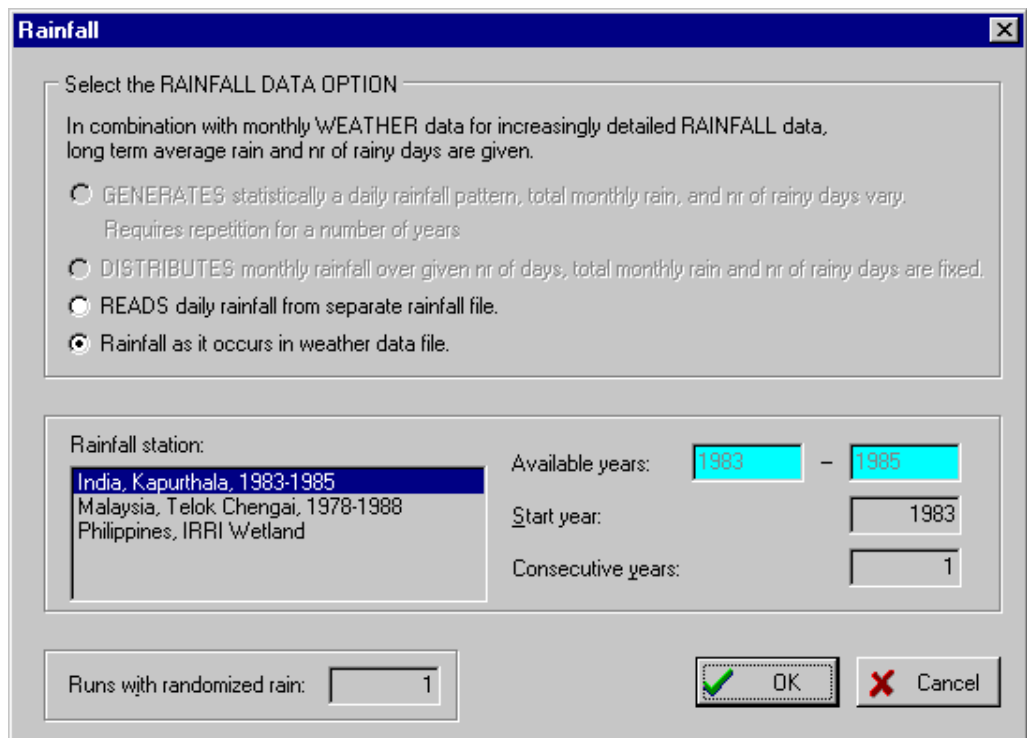 Rainfall
Select the RAINFALL DATA OPTION
In combination with monthly WEATHER data for increasingly detailed RAINFALL data,
long term average rain and nr of rainy days are given.
GENERATES statistically a daily rainfall pattern, total monthly rain, and nr of rainy days vary.
Requires repetition for a number of years
DISTRIBUTES monthly rainfall over given nr of days, total monthly rain and nr of rainy days are fixed.
READS daily rainfall from separate rainfall file.
Rainfall as it occurs in weather data file.
Rainfall station:
India, Kapurthala, 1983-1985
Malaysia, Telok Chengai, 1978-1988
Philippines, IRRI Wetland
Available years: 1983 – 1985
Start year: 1983
Consecutive years: 1
Runs with randomized rain: 1
OK
Cancel